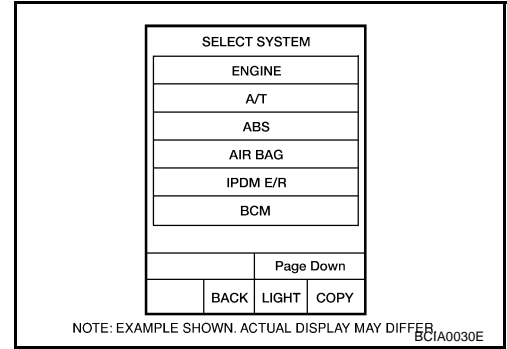 SELECT SYSTEM
ENGINE
A/T
ABS
AIR BAG
IPDM E/R
BCM
Page Down
BACK LIGHT COPY
NOTE: EXAMPLE SHOWN. ACTUAL DISPLAY MAY DIFFER.
BCIA0030E